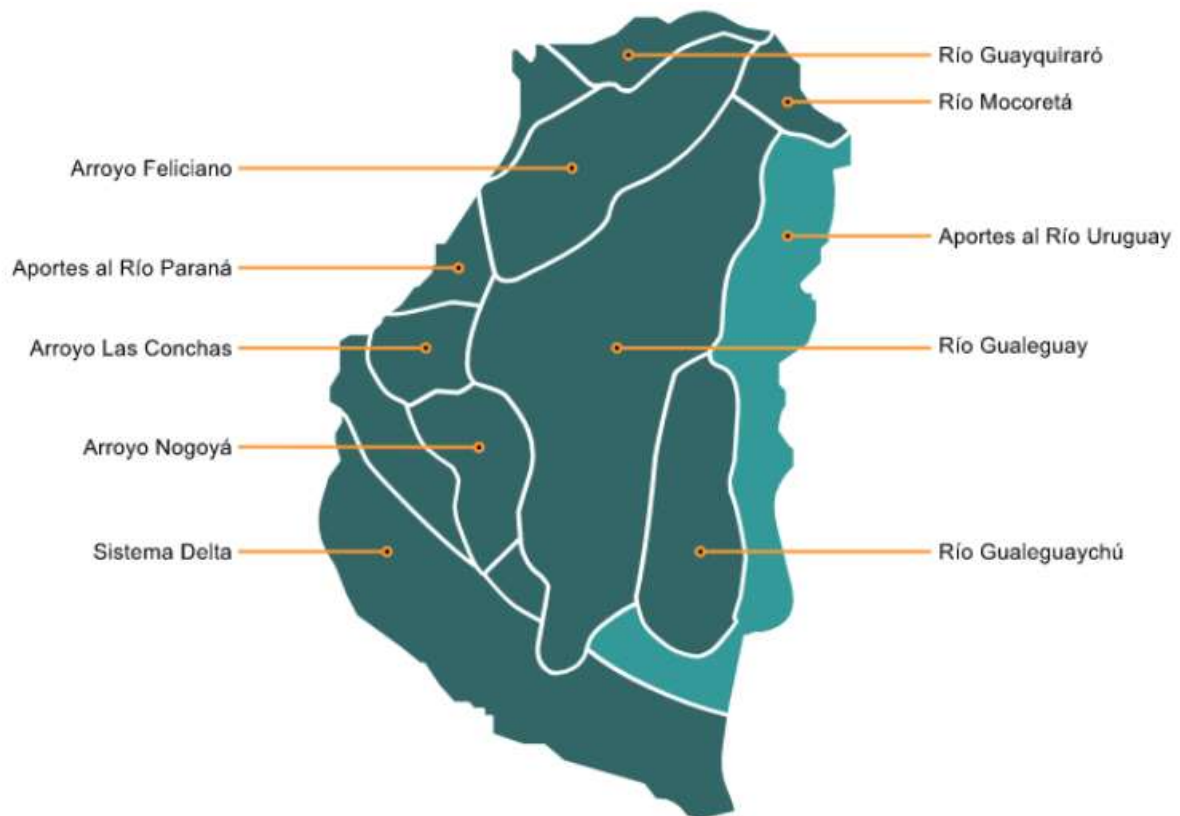 Río Guayquiraró
Río Mocoretá
Arroyo Feliciano
Aportes al Río Uruguay
Aportes al Río Paraná
Río Gualeguay
Arroyo Las Conchas
Arroyo Nogoyá
Sistema Delta
Río Gualeguaychú